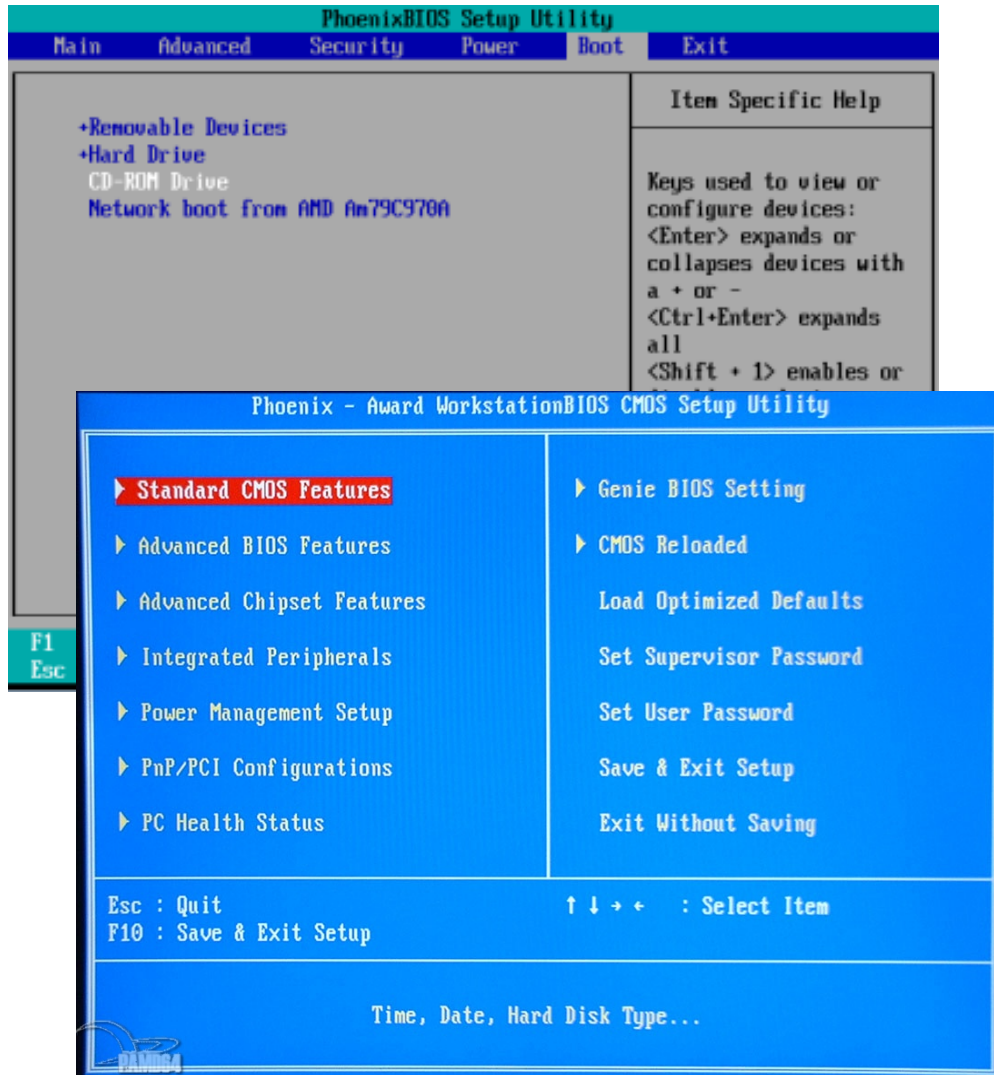 PhoenixBIOS Setup Utility
Main Advanced Security Power Boot Exit
Item Specific Help
+Removable Devices
+Hard Drive
CD-ROM Drive
Network boot from AMD Am79C970A
Keys used to view or
configure devices:
<Enter> expands or
collapses devices with
a + or -
<Ctrl+Enter> expands
all
<Shift + 1> enables or
F1
Esc
Phoenix - Award WorkstationBIOS CMOS Setup Utility
Standard CMOS Features
Advanced BIOS Features
Advanced Chipset Features
Integrated Peripherals
Power Management Setup
PnP/PCI Configurations
PC Health Status
Genie BIOS Setting
CMOS Reloaded
Load Optimized Defaults
Set Supervisor Password
Set User Password
Save & Exit Setup
Exit Without Saving
Esc : Quit
F10 : Save & Exit Setup
↑ ↓ → ← : Select Item
Time, Date, Hard Disk Type...
PAMD64